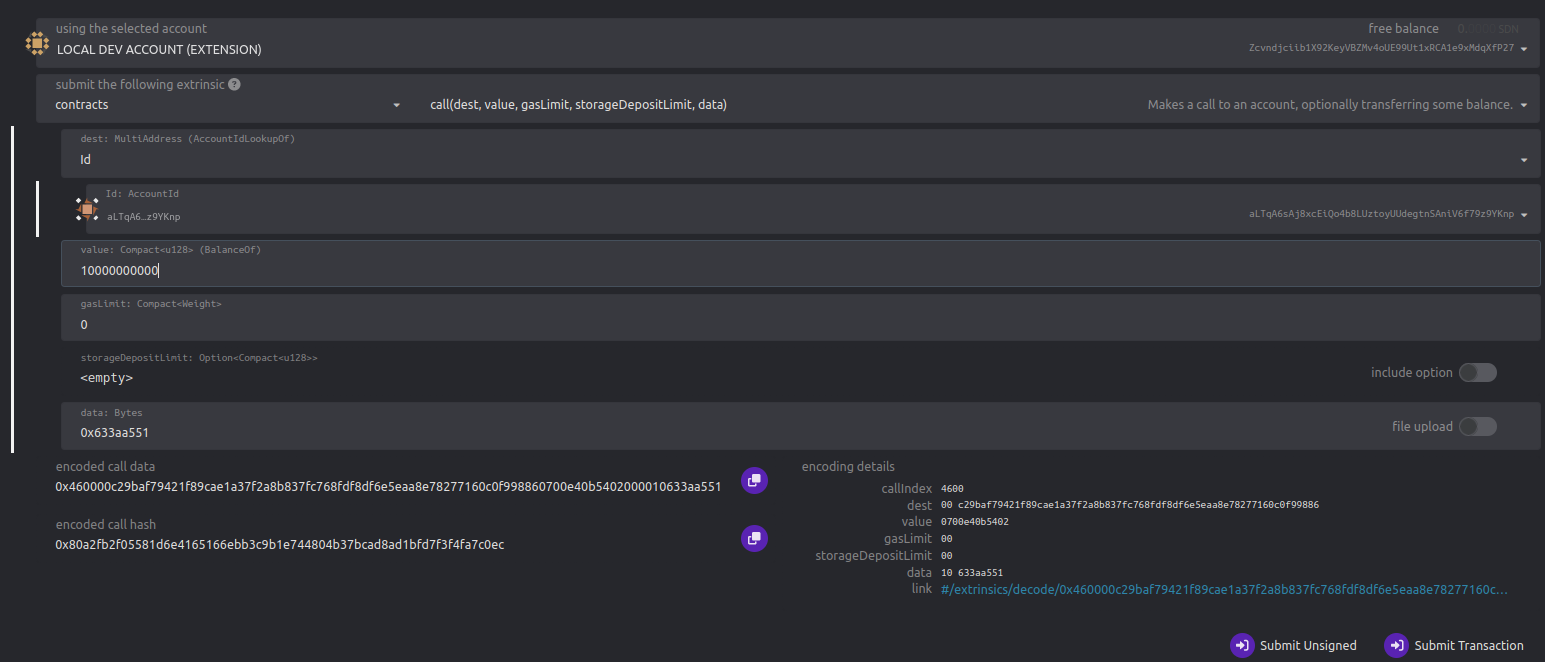 using the selected account
free balance
LOCAL DEV ACCOUNT (EXTENSION)
Zcvndjciib1X92KeyVBZMv4oUE99Ut1xRCA1e9xMdqXfP27
submit the following extrinsic ?
contracts
call(dest, value, gasLimit, storageDepositLimit, data)
Makes a call to an account, optionally transferring some balance.
dest: MultiAddress (AccountIdLookupOf)
Id
Id: AccountId
aLTqA6…z9YKnp
aLTqA6sAj8xcEiQo4b8LUztoyUUdegtnSAniV6f79z9YKnp
value: Compact<u128> (BalanceOf)
10000000000
gasLimit: Compact<Weight>
0
storageDepositLimit: Option<Compact<u128>>
<empty>
include option
data: Bytes
0x633aa551
file upload
encoded call data
0x460000c29baf79421f89cae1a37f2a8b837fc768fdf8df6e5eaa8e78277160c0f998860700e40b5402000010633aa551
encoded call hash
0x80a2fb2f05581d6e4165166ebb3c9b1e744804b37bcad8ad1bfd7f3f4fa7c0ec
encoding details
callIndex 4600
dest 00 c29baf79421f89cae1a37f2a8b837fc768fdf8df6e5eaa8e78277160c0f99886
value 0700e40b5402
gasLimit 00
storageDepositLimit 00
data 10 633aa551
link #/extrinsics/decode/0x460000c29baf79421f89cae1a37f2a8b837fc768fdf8df6e5eaa8e78277160c…
Submit Unsigned
Submit Transaction